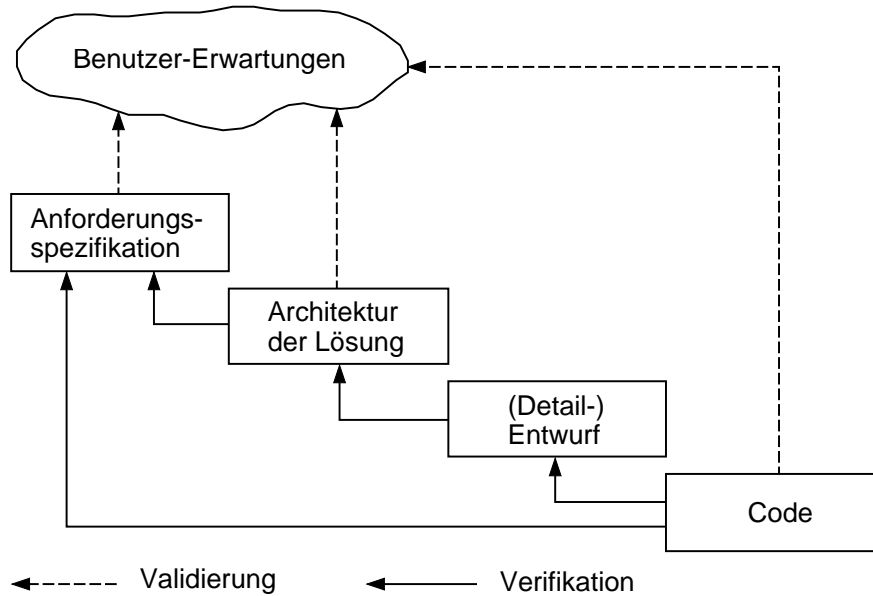 Benutzer-Erwartungen
Anforderungs-
spezifikation
Architektur
der Lösung
(Detail-)
Entwurf
Code
Validierung
Verifikation